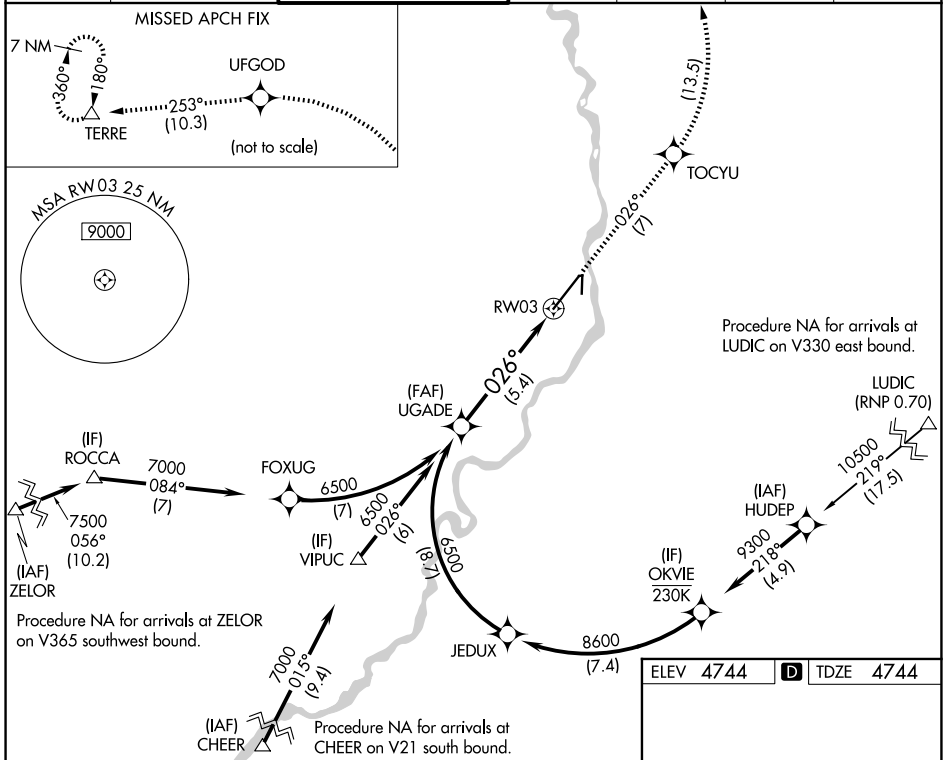 MISSED APCH FIX
7 NM
360°
180°
TERRE
253°
(10.3)
UFGOD
(not to scale)
(13.5)
TOCYU
026°
(7)
MSA RW03 25 NM
9000
RW03
026°
(5.4)
(FAF)
UGADE
Procedure NA for arrivals at
LUDIC on V330 east bound.
LUDIC
(RNP 0.70)
10500
219°
(17.5)
(IAF)
HUDEP
9300
218°
(4.9)
(IF)
OKVIE
230K
8600
(7.4)
JEDUX
6500
(8.7)
(IF)
ROCCA
7000
084°
(7)
FOXUG
6500
(7)
6500
026°
(6)
(IF)
VIPUC
7500
056°
(10.2)
(IAF)
ZELOR
Procedure NA for arrivals at ZELOR
on V365 southwest bound.
7000
015°
(9.4)
(IAF)
CHEER
Procedure NA for arrivals at
CHEER on V21 south bound.
ELEV 4744 D TDZE 4744